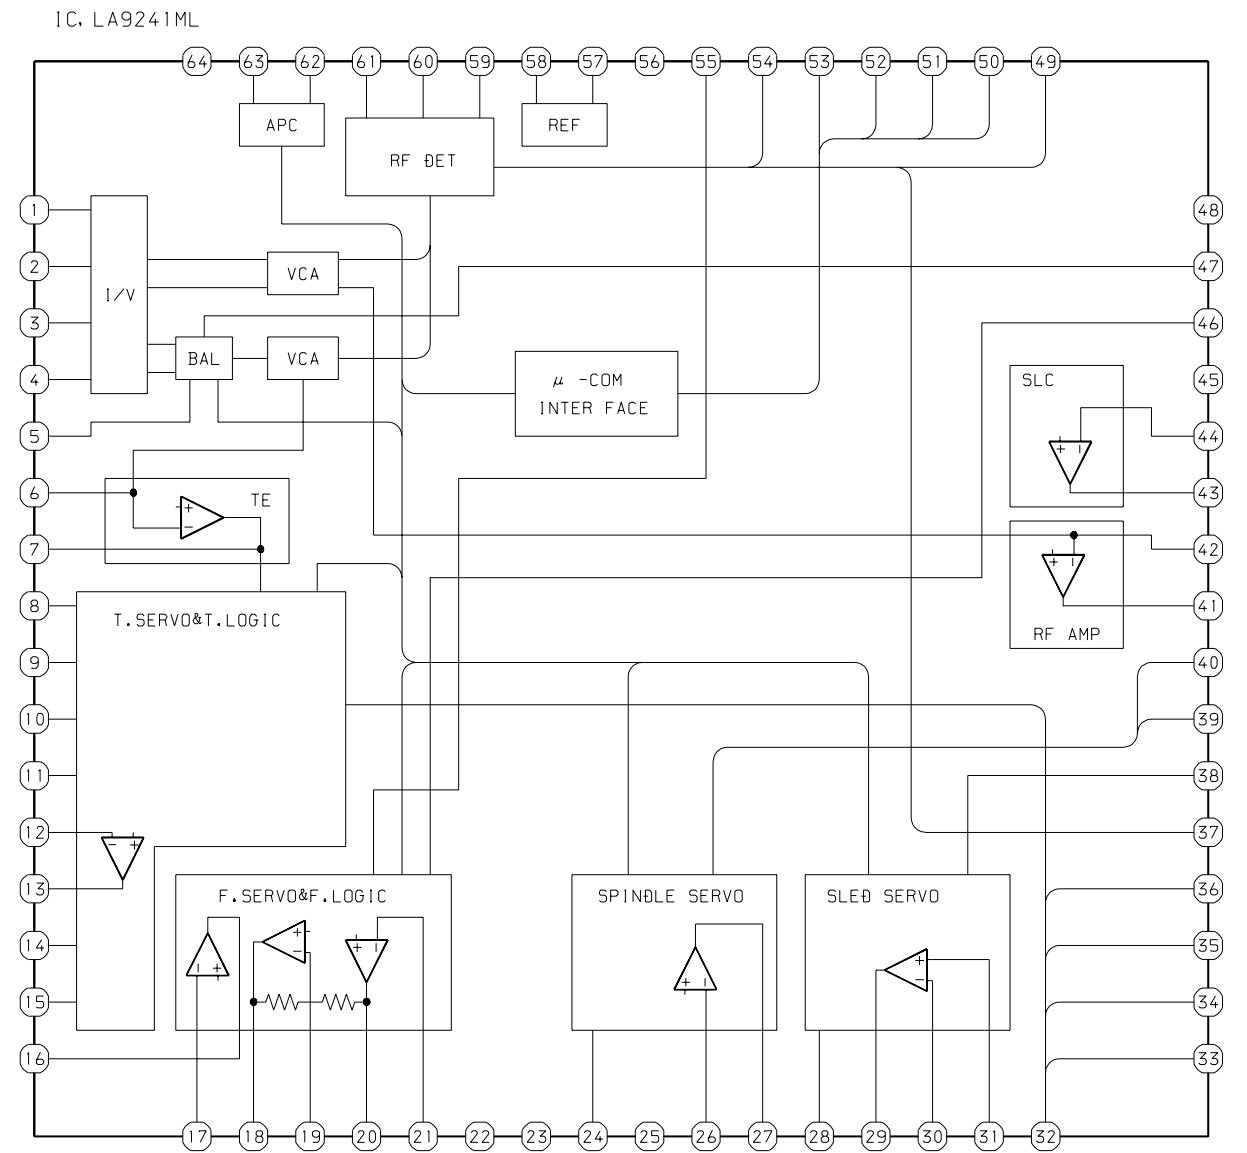 IC. LA9241ML
64 63 62 61 60 59 58 57 56 55 54 53 52 51 50 49
APC
REF
RF DET
1
48
2
47
VCA
I/V
3
46
BAL
VCA
4
45
μ -COM
INTER FACE
SLC
5
44
+ −
6
43
TE
+
−
7
42
+ −
8
41
T.SERVO&T.LOGIC
RF AMP
9
40
10
39
11
38
12
37
− +
13
36
F.SERVO&F.LOGIC
SPINDLE SERVO
SLED SERVO
14
35
+
−
+ −
− +
+
−
+ −
15
34
16
33
17 18 19 20 21 22 23 24 25 26 27 28 29 30 31 32